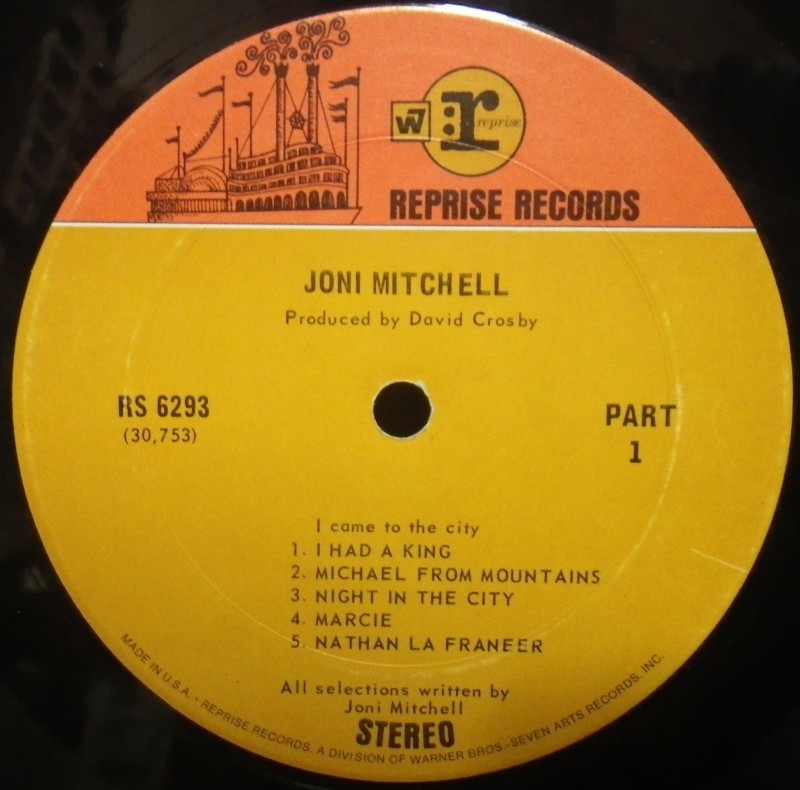 W7
r:reprise
REPRISE RECORDS
JONI MITCHELL
Produced by David Crosby
RS 6293
(30,753)
PART
1
I came to the city
1. I HAD A KING
2. MICHAEL FROM MOUNTAINS
3. NIGHT IN THE CITY
4. MARCIE
5. NATHAN LA FRANEER
All selections written by
Joni Mitchell
STEREO
MADE IN U.S.A. • REPRISE RECORDS, A DIVISION OF WARNER BROS.-SEVEN ARTS RECORDS, INC.